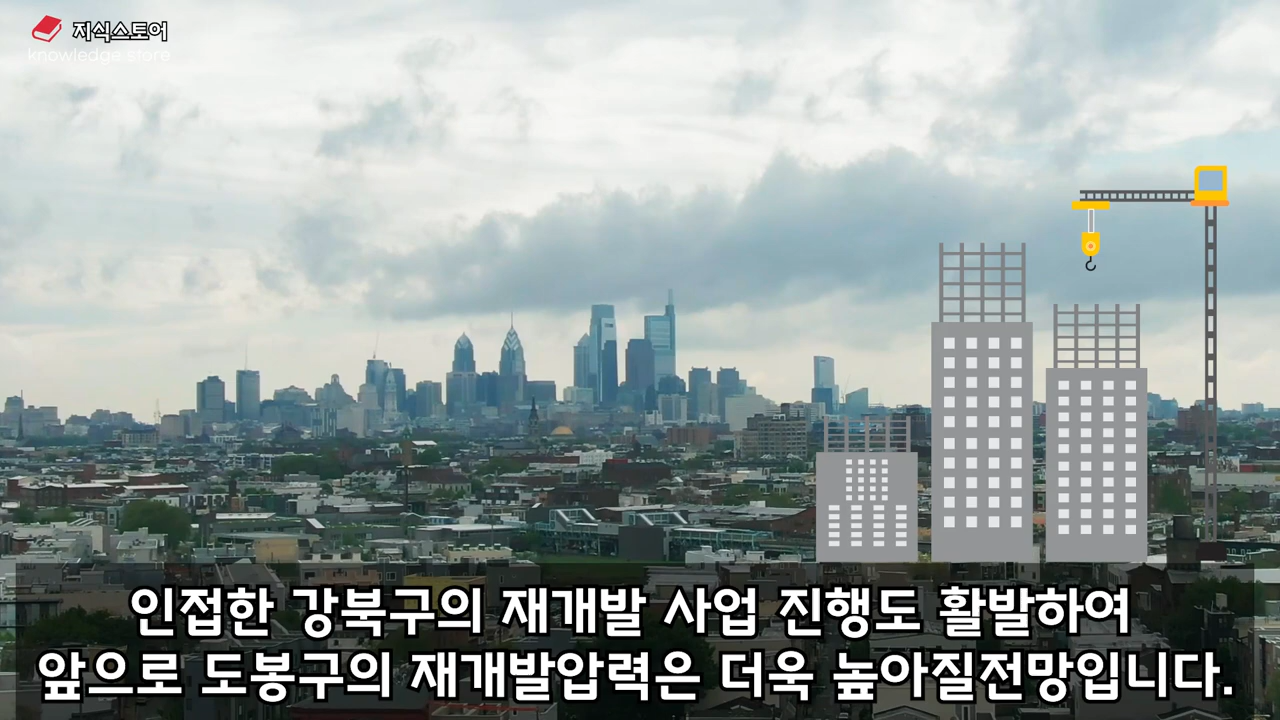 지식스토어
knowledge store
인접한 강북구의 재개발 사업 진행도 활발하여
앞으로 도봉구의 재개발압력은 더욱 높아질전망입니다.